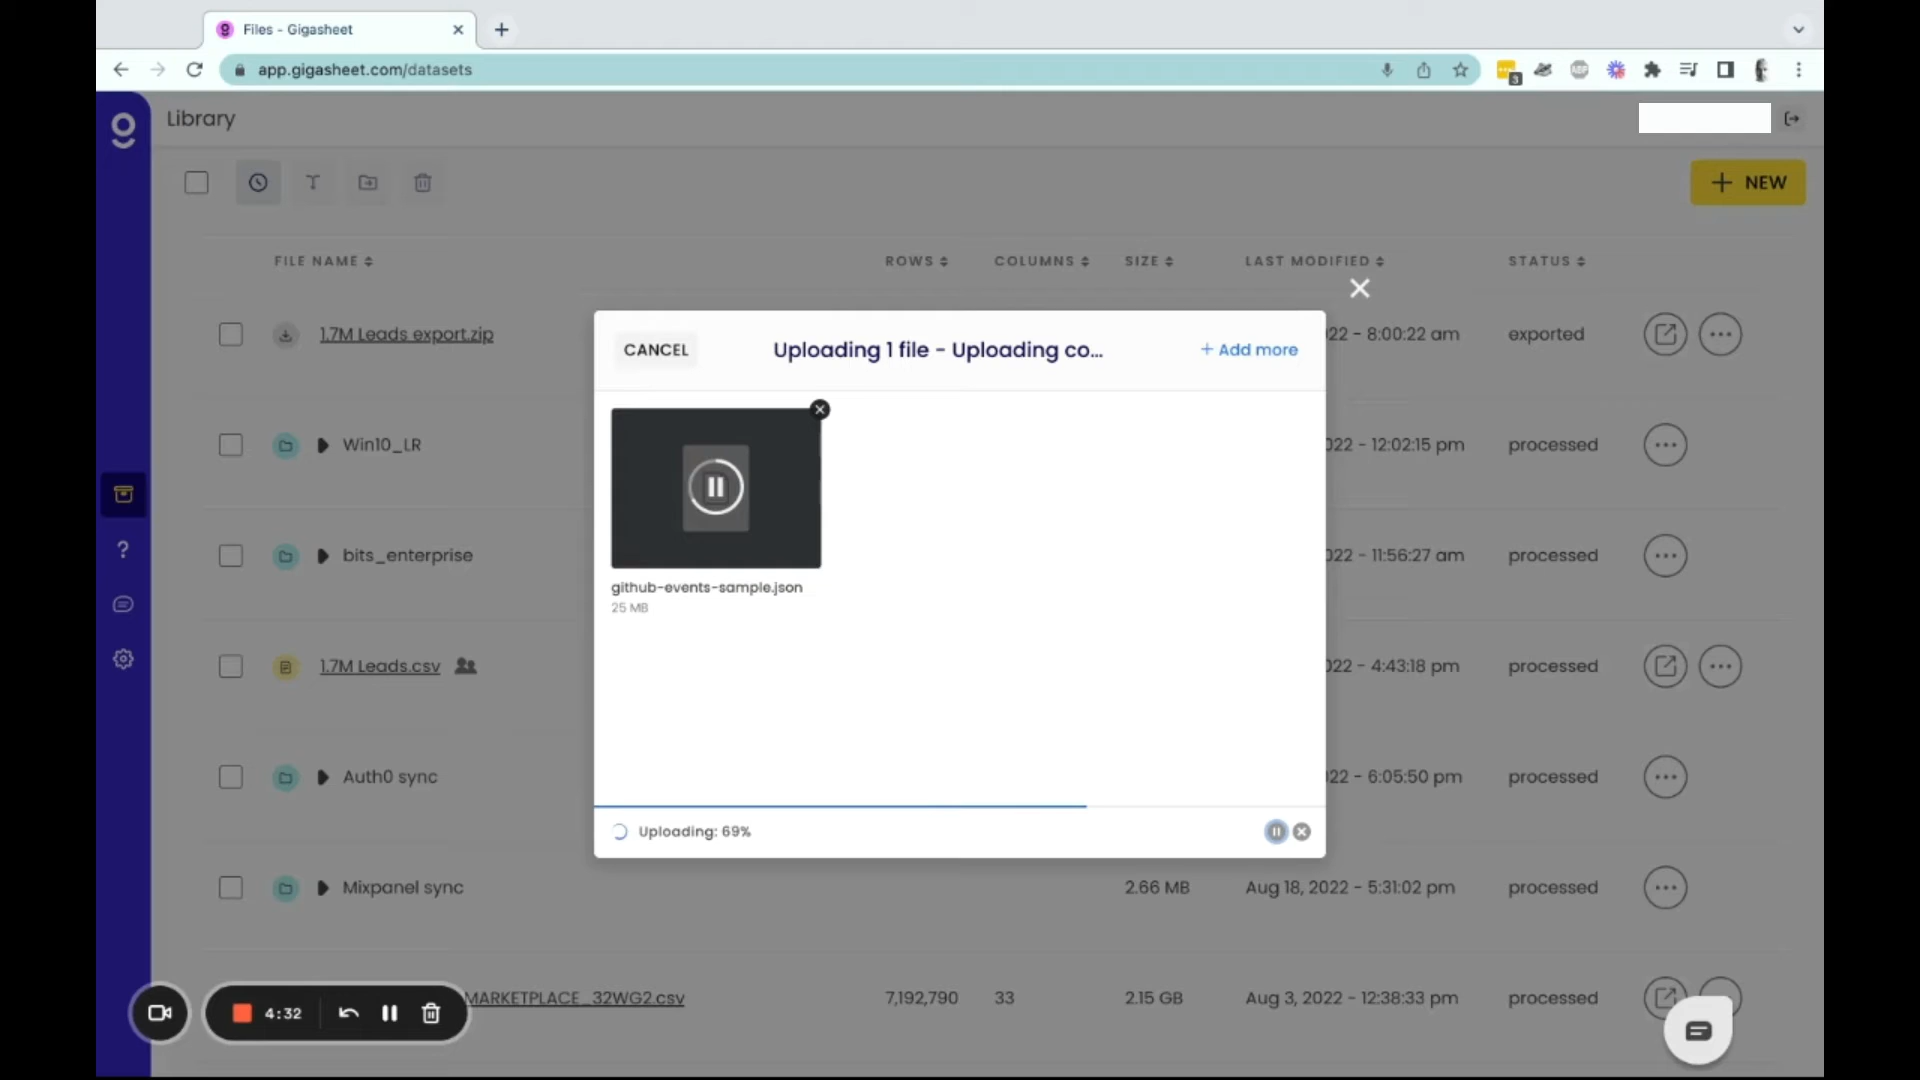 Files - Gigasheet
app.gigasheet.com/datasets
3
Library
NEW
FILE NAME
ROWS
COLUMNS
SIZE
LAST MODIFIED
STATUS
1.7M Leads export.zip
022 - 8:00:22 am
exported
CANCEL
Uploading 1 file - Uploading co...
+ Add more
Win10_LR
022 - 12:02:15 pm
processed
bits_enterprise
022 - 11:56:27 am
processed
github-events-sample.json
25 MB
1.7M Leads.csv
022 - 4:43:18 pm
processed
Auth0 sync
022 - 6:05:50 pm
processed
Uploading: 69%
Mixpanel sync
2.66 MB
Aug 18, 2022 - 5:31:02 pm
processed
MARKETPLACE_32WG2.csv
7,192,790
33
2.15 GB
Aug 3, 2022 - 12:38:33 pm
processed
4:32